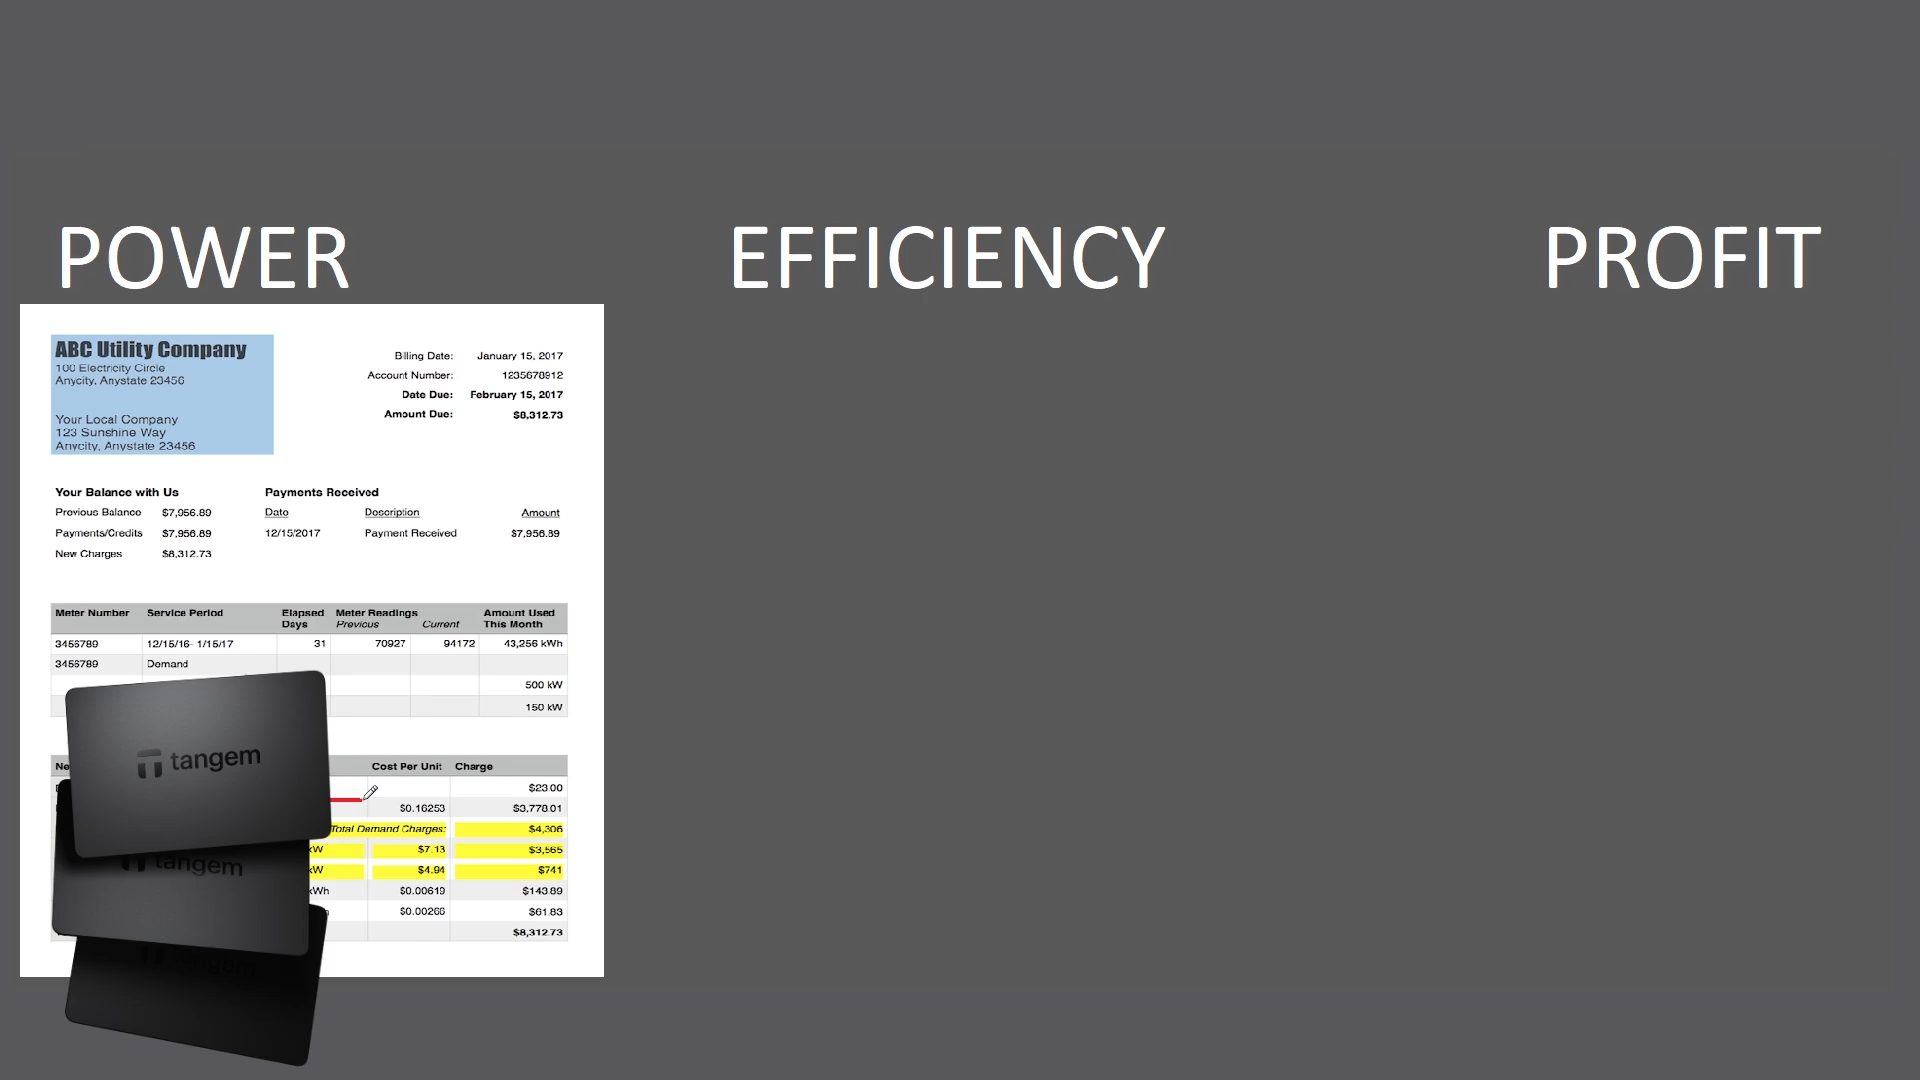 POWER EFFICIENCY PROFIT
ABC Utility Company
100 Electricity Circle
Anycity, Anystate 23456
Your Local Company
123 Sunshine Way
Anycity, Anystate 23456
Billing Date: January 15, 2017
Account Number: 1235678912
Date Due: February 15, 2017
Amount Due: $8,312.73
Your Balance with Us
Previous Balance $7,956.89
Payments/Credits $7,956.89
New Charges $8,312.73
Payments Received
Date Description Amount
12/15/2017 Payment Received $7,956.89
Meter Number Service Period Elapsed Days Meter Readings Previous Current Amount Used This Month
3456789 12/15/16- 1/15/17 31 70927 94172 43,256 kWh
3456789 Demand
500 kW
150 kW
Cost Per Unit Charge
$23.00
$0.16253 $3,778.01
Total Demand Charges: $4,306
kW $7.13 $3,565
kW $4.94 $741
kWh $0.00619 $143.89
$0.00266 $61.83
$8,312.73
tangem
tangem
tangem